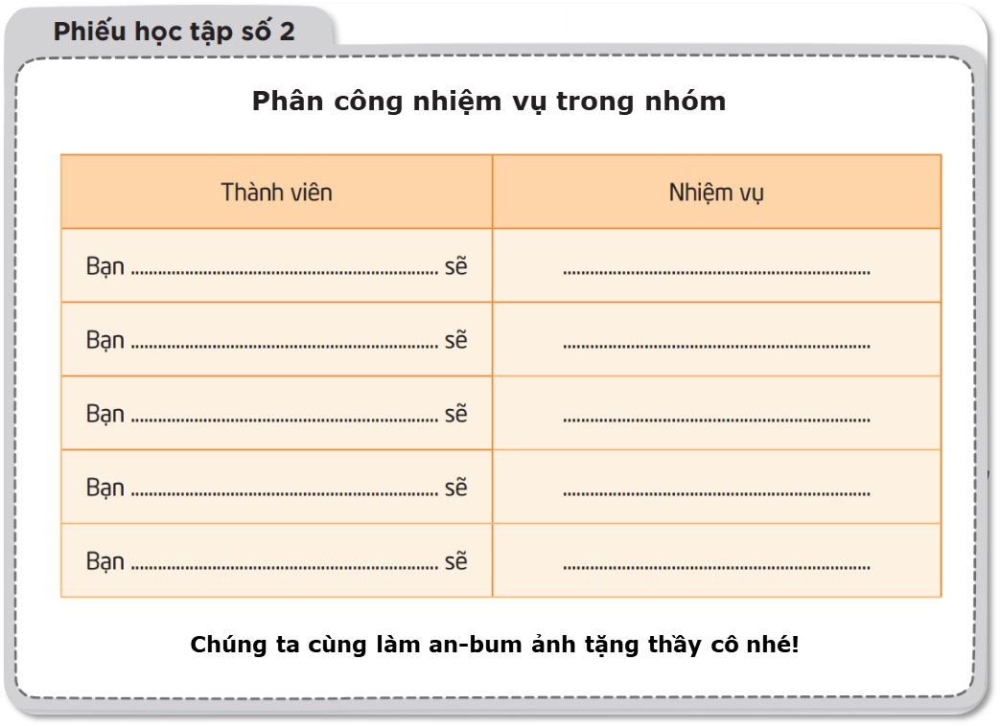 Phiếu học tập số 2
Phân công nhiệm vụ trong nhóm
Thành viên Nhiệm vụ
Bạn ..................................................................... sẽ .....................................................................
Bạn ..................................................................... sẽ .....................................................................
Bạn ..................................................................... sẽ .....................................................................
Bạn ..................................................................... sẽ .....................................................................
Bạn ..................................................................... sẽ .....................................................................
Chúng ta cùng làm an-bum ảnh tặng thầy cô nhé!